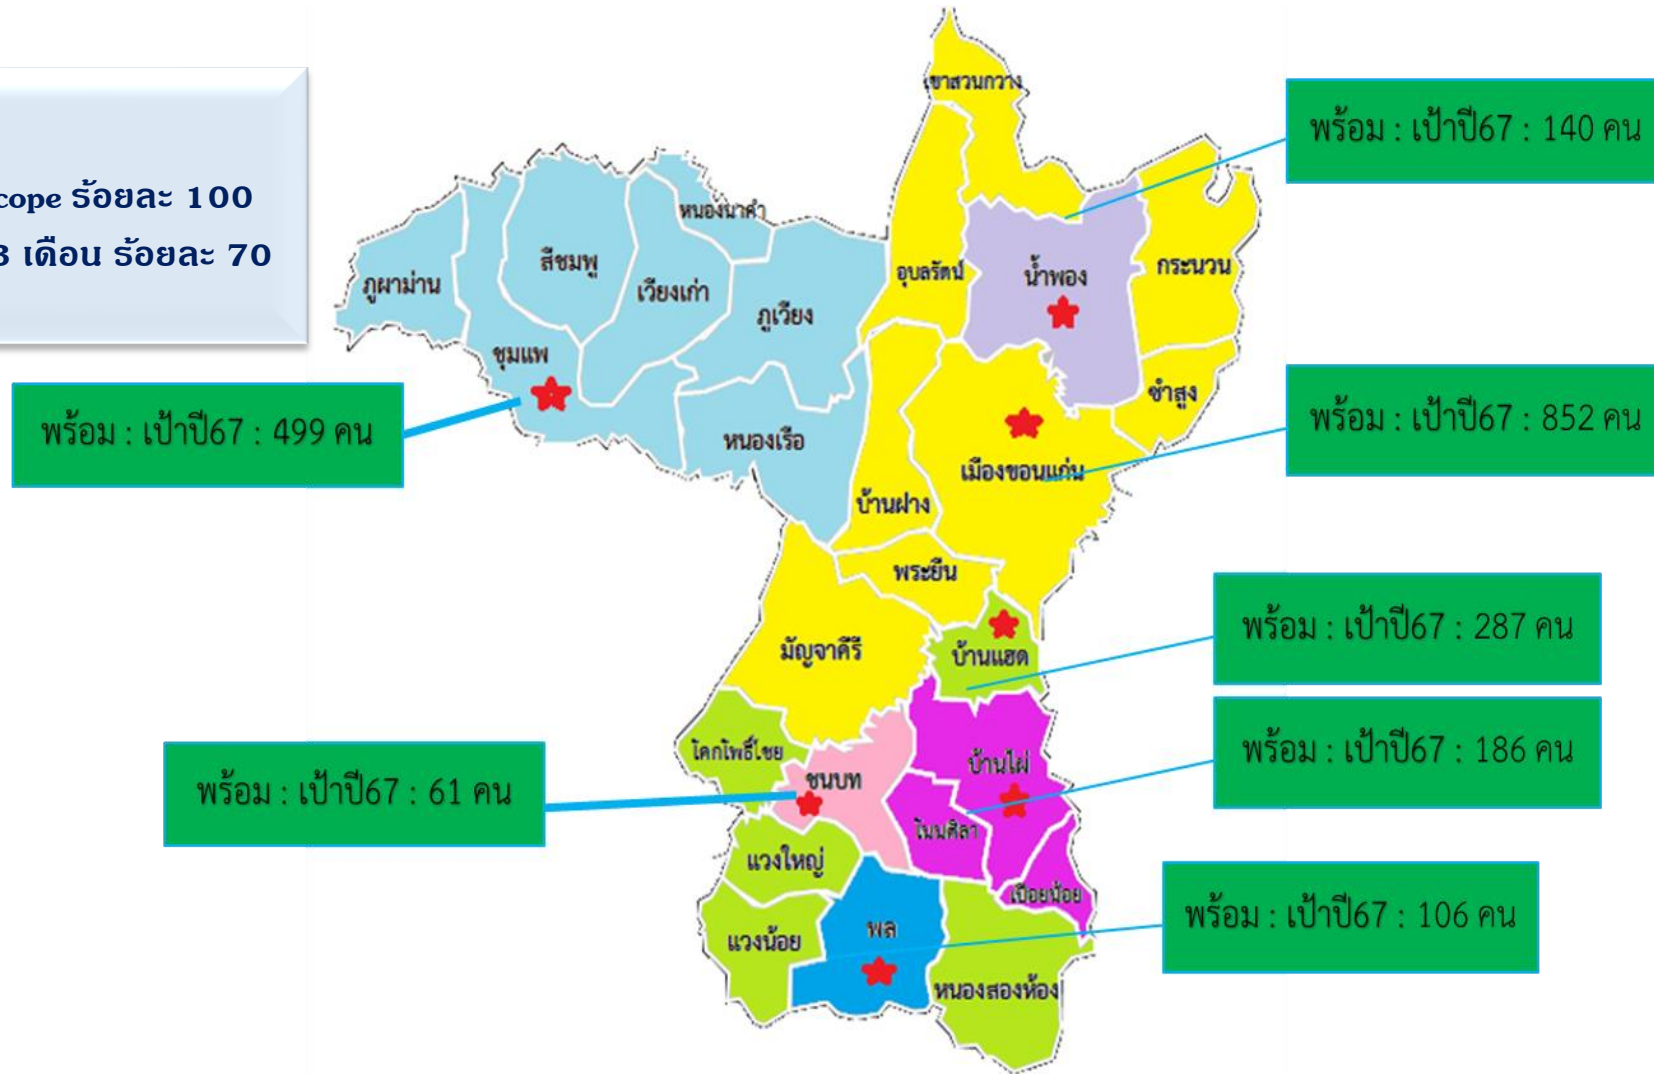 ร้อยละ 100
เดือน ร้อยละ 70
เขาสวนกวาง
พร้อม : เป้าปี67 : 140 คน
หนองนาคำ
สีชมพู
อุบลรัตน์
น้ำพอง
กระนวน
ภูผาม่าน
เวียงเก่า
ภูเวียง
ชุมแพ
ซำสูง
พร้อม : เป้าปี67 : 499 คน
พร้อม : เป้าปี67 : 852 คน
หนองเรือ
เมืองขอนแก่น
บ้านฝาง
พระยืน
พร้อม : เป้าปี67 : 287 คน
มัญจาคีรี
บ้านแฮด
พร้อม : เป้าปี67 : 186 คน
โคกโพธิ์ไชย
บ้านไผ่
ชนบท
พร้อม : เป้าปี67 : 61 คน
โนนศิลา
แวงใหญ่
เปือยน้อย
พร้อม : เป้าปี67 : 106 คน
พล
แวงน้อย
หนองสองห้อง